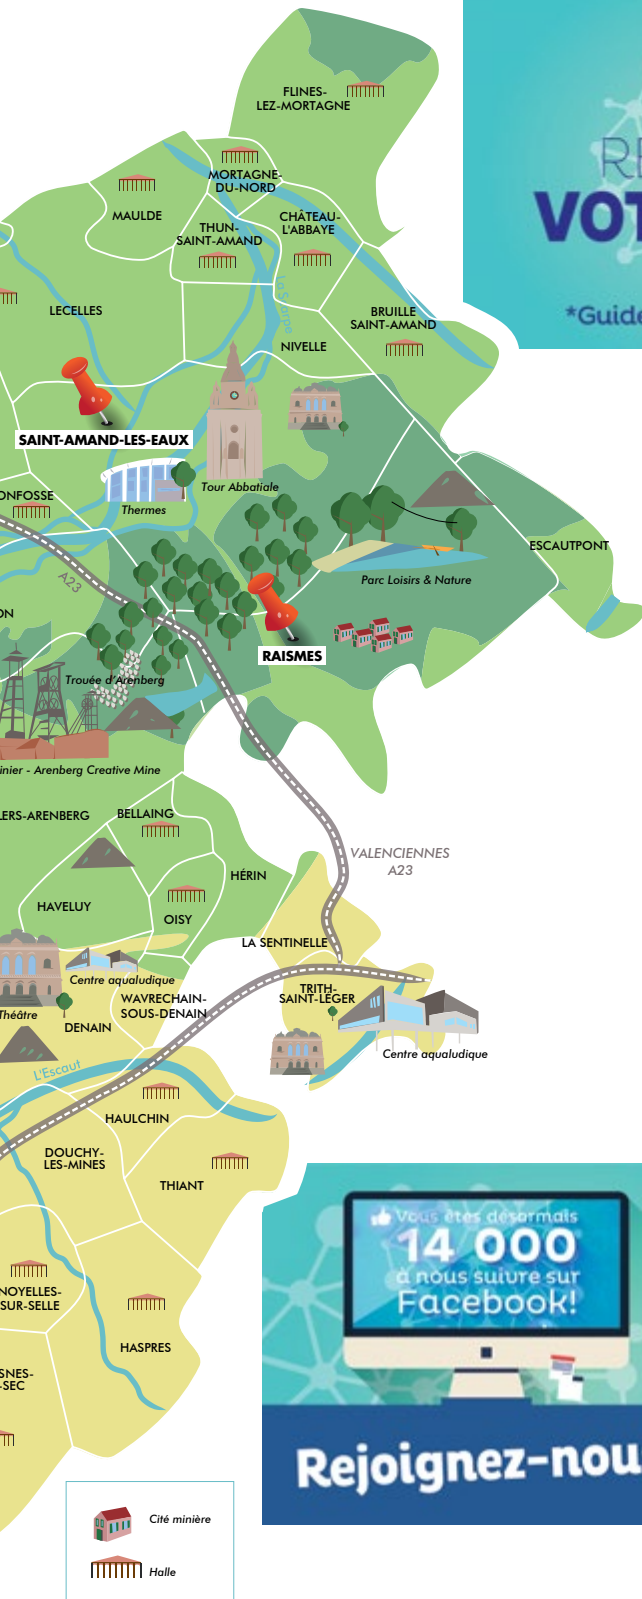 FLINES-
LEZ-MORTAGNE
MORTAGNE-
DU-NORD
MAULDE
THUN-
SAINT-AMAND
CHÂTEAU-
L'ABBAYE
La Scarpe
LECELLES
BRUILLE
SAINT-AMAND
NIVELLE
VOT
*Guide
SAINT-AMAND-LES-EAUX
Tour Abbatiale
ONFOSSE
Thermes
ESCAUTPONT
A23
Parc Loisirs & Nature
ON
RAISMES
Trouée d'Arenberg
inier - Arenberg Creative Mine
LERS-ARENBERG
BELLAING
VALENCIENNES
A23
HÉRIN
HAVELUY
OISY
LA SENTINELLE
Centre aqualudique
TRITH-
SAINT-LÉGER
WAVRECHAIN-
SOUS-DENAIN
Théâtre
DENAIN
Centre aqualudique
L'Escaut
HAULCHIN
DOUCHY-
LES-MINES
THIANT
NOYELLES-
SUR-SELLE
HASPRES
SNES-
-SEC
Vous êtes désormais
14 000
à nous suivre sur
Facebook!
Rejoignez-nou
Cité minière
Halle